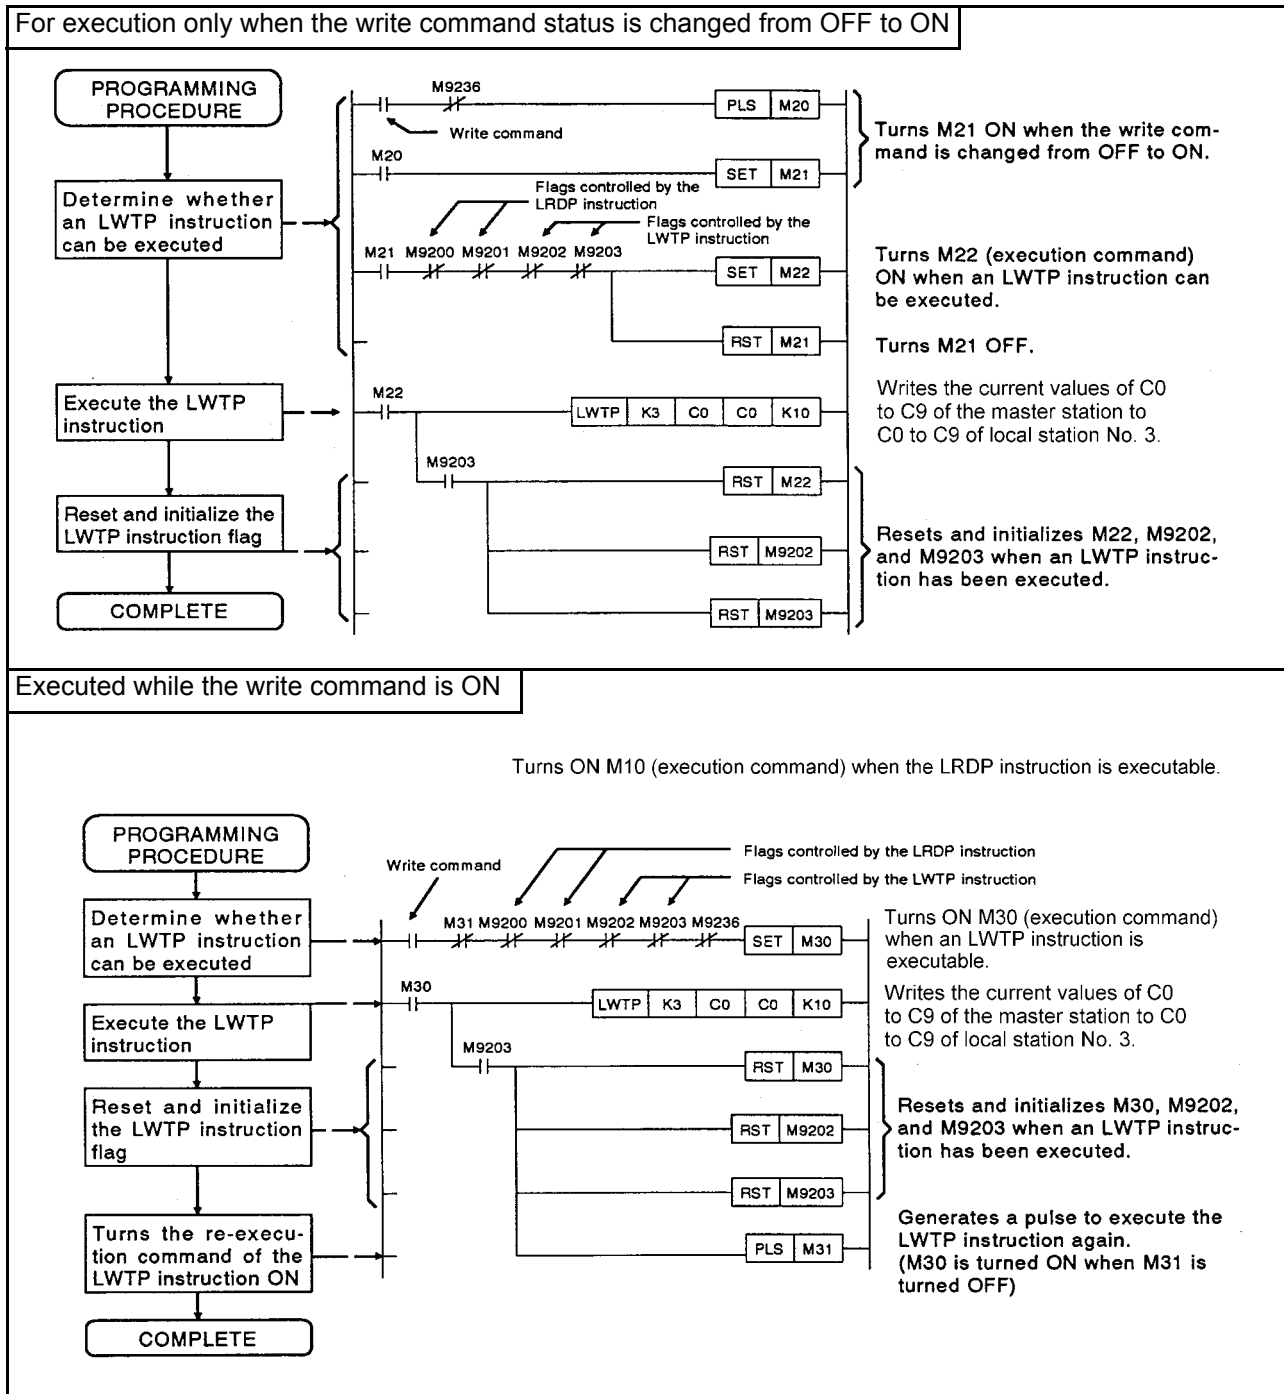 For execution only when the write command status is changed from OFF to ON
PROGRAMMING
PROCEDURE
Determine whether
an LWTP instruction
can be executed
Execute the LWTP
instruction
Reset and initialize the
LWTP instruction flag
COMPLETE
M9236
PLS M20
Write command
M20
SET M21
Turns M21 ON when the write com-
mand is changed from OFF to ON.
Flags controlled by the
LRDP instruction
Flags controlled by the
LWTP instruction
M21 M9200 M9201 M9202 M9203
SET M22
Turns M22 (execution command)
ON when an LWTP instruction can
be executed.
RST M21
Turns M21 OFF.
M22
LWTP K3 C0 C0 K10
Writes the current values of C0
to C9 of the master station to
C0 to C9 of local station No. 3.
M9203
RST M22
RST M9202
RST M9203
Resets and initializes M22, M9202,
and M9203 when an LWTP instruc-
tion has been executed.
Executed while the write command is ON
Turns ON M10 (execution command) when the LRDP instruction is executable.
PROGRAMMING
PROCEDURE
Determine whether
an LWTP instruction
can be executed
Execute the LWTP
instruction
Reset and initialize
the LWTP instruction
flag
Turns the re-execu-
tion command of the
LWTP instruction ON
COMPLETE
Write command
Flags controlled by the LRDP instruction
Flags controlled by the LWTP instruction
M31 M9200 M9201 M9202 M9203 M9236
SET M30
Turns ON M30 (execution command)
when an LWTP instruction is
executable.
M30
LWTP K3 C0 C0 K10
Writes the current values of C0
to C9 of the master station to C0
to C9 of local station No. 3.
M9203
RST M30
RST M9202
RST M9203
Resets and initializes M30, M9202,
and M9203 when an LWTP instruc-
tion has been executed.
PLS M31
Generates a pulse to execute the
LWTP instruction again.
(M30 is turned ON when M31 is
turned OFF)